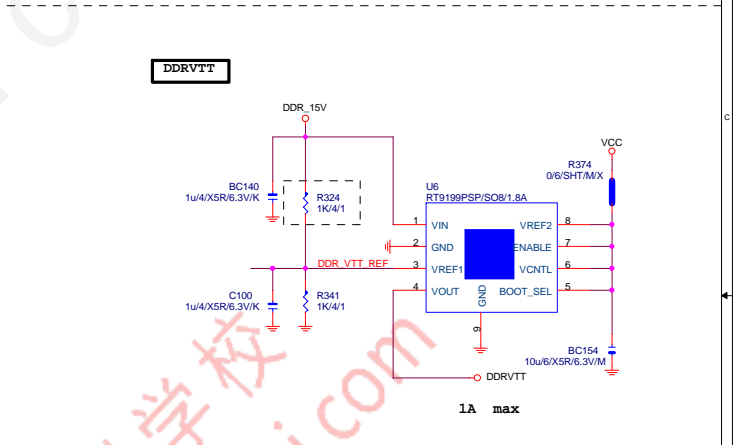 DDRVTT
DDR_15V
C
VCC
R374
0/6/SHT/M/X
BC140
1u/4/X5R/6.3V/K
R324
1K/4/1
U6
RT9199PSP/SO8/1.8A
1 VIN VREF2 8
2 GND ENABLE 7
DDR_VTT_REF 3 VREF1 VCNTL 6
4 VOUT BOOT_SEL 5
GND
9
C100
1u/4/X5R/6.3V/K
R341
1K/4/1
BC154
10u/6/X5R/6.3V/M
DDRVTT
1A max
学校
.com